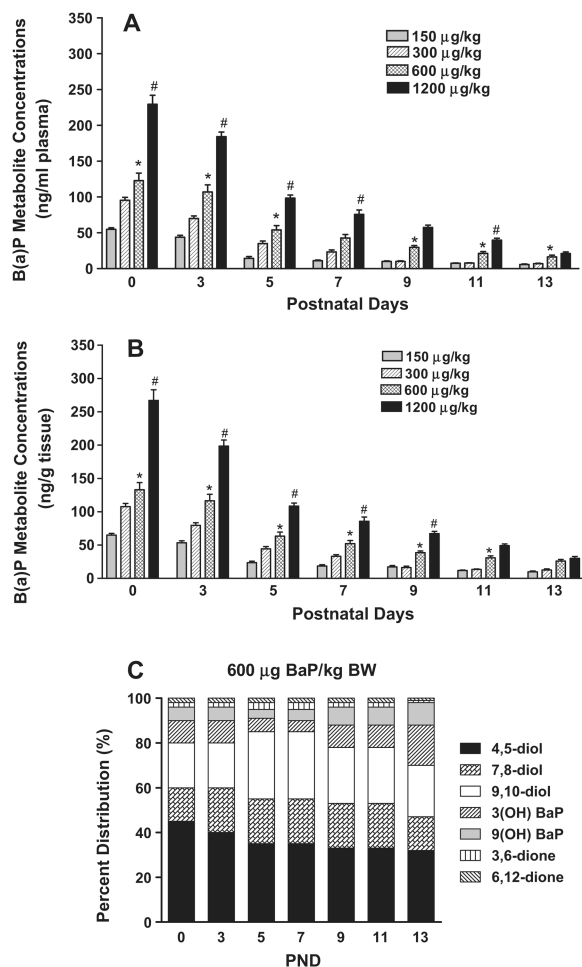 A
B(a)P Metabolite Concentrations
(ng/ml plasma)
350
300
250
200
150
100
50
0
150 µg/kg
300 µg/kg
600 µg/kg
1200 µg/kg
* # * # * # # * * # *
0 3 5 7 9 11 13
Postnatal Days
B
B(a)P Metabolite Concentrations
(ng/g tissue)
350
300
250
200
150
100
50
0
150 µg/kg
300 µg/kg
600 µg/kg
1200 µg/kg
* # * # * # * # * # *
0 3 5 7 9 11 13
Postnatal Days
C
600 µg BaP/kg BW
Percent Distribution (%)
100
80
60
40
20
0
4,5-diol
7,8-diol
9,10-diol
3(OH) BaP
9(OH) BaP
3,6-dione
6,12-dione
0 3 5 7 9 11 13
PND